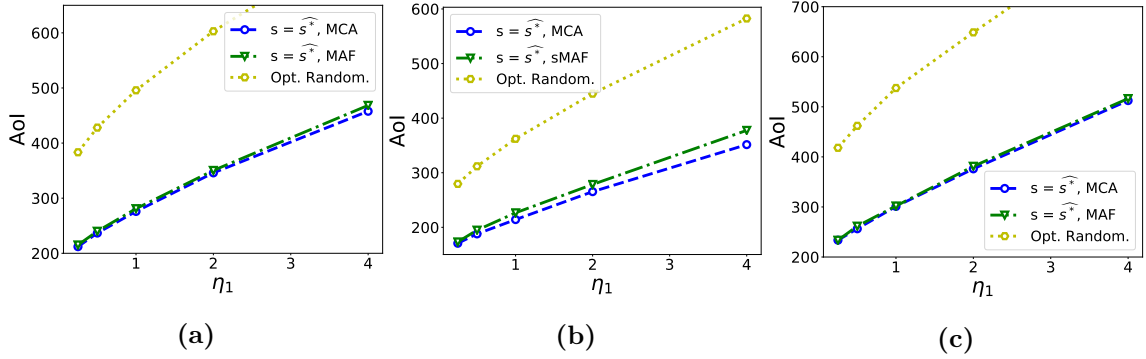 600
500
400
300
200
AoI
1
2
3
4
η₁
s = ŝ*, MCA
s = ŝ*, MAF
Opt. Random.
(a)
600
500
400
300
200
AoI
1
2
3
4
η₁
s = ŝ*, MCA
s = ŝ*, sMAF
Opt. Random.
(b)
700
600
500
400
300
200
AoI
1
2
3
4
η₁
s = ŝ*, MCA
s = ŝ*, MAF
Opt. Random.
(c)